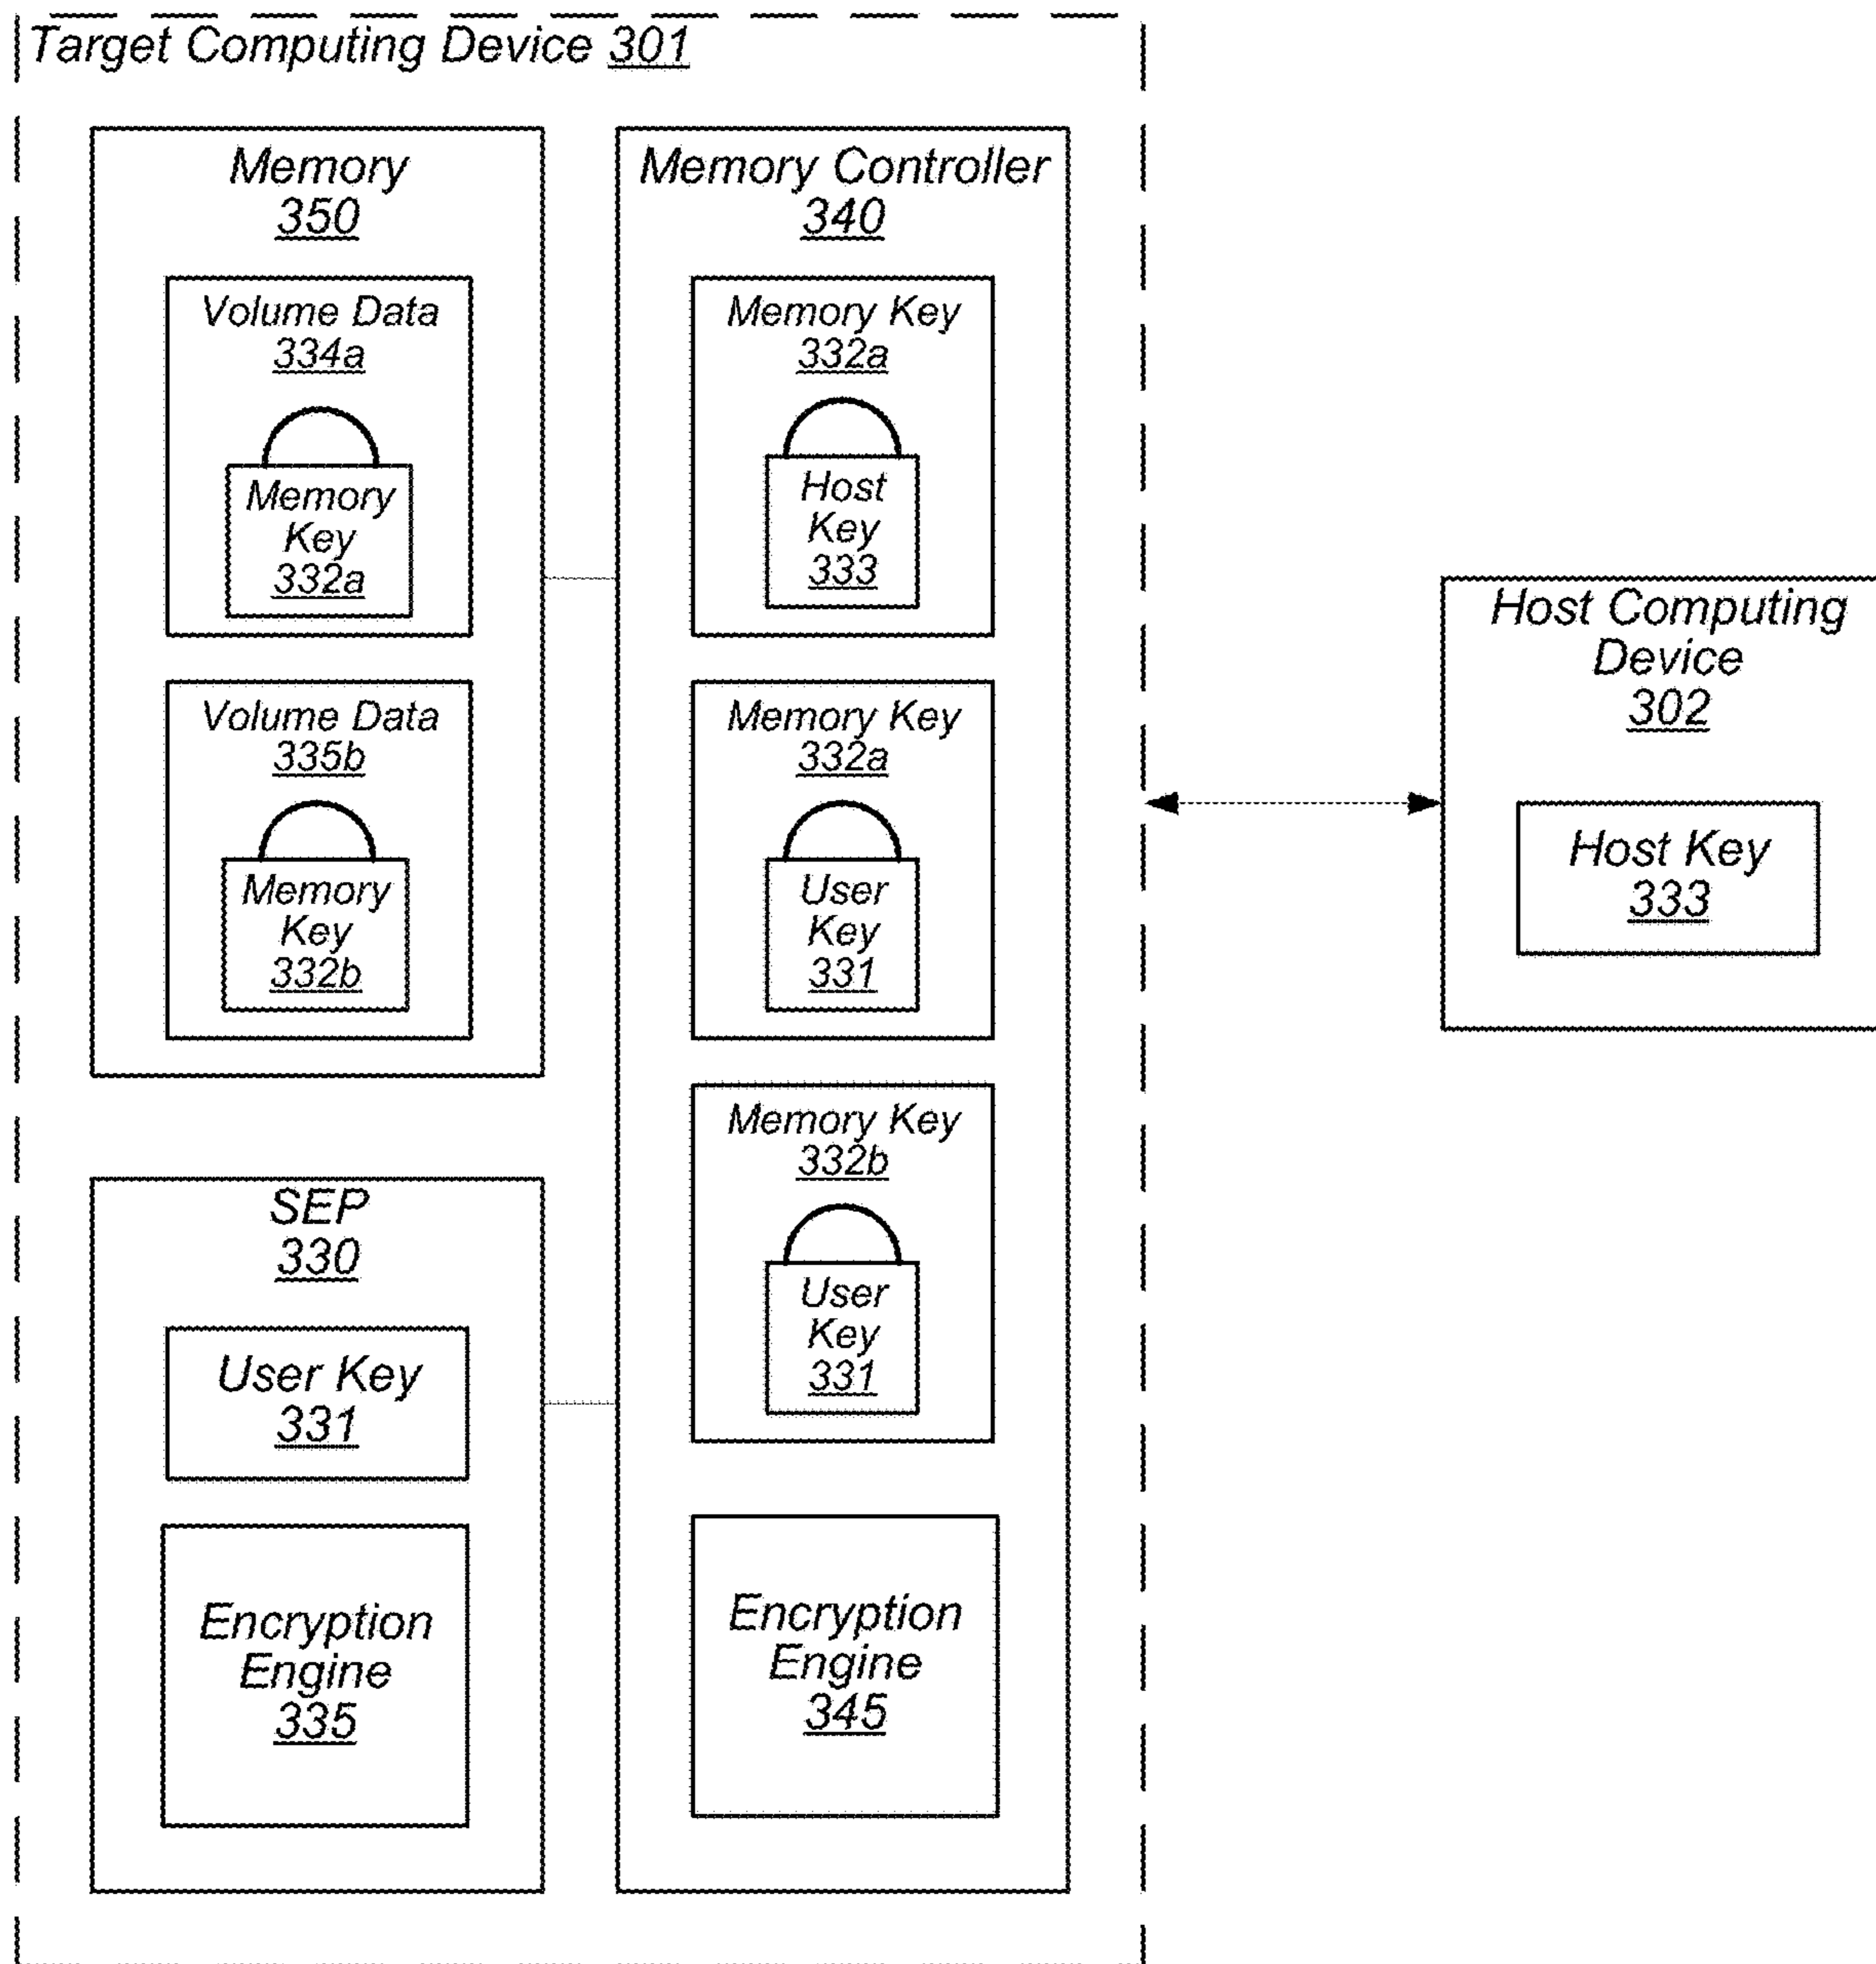 Target Computing Device 301
Memory
350
Volume Data
334a
Memory
Key
332a
Volume Data
335b
Memory
Key
332b
SEP
330
User Key
331
Encryption
Engine
335
Memory Controller
340
Memory Key
332a
Host
Key
333
Memory Key
332a
User
Key
331
Memory Key
332b
User
Key
331
Encryption
Engine
345
Host Computing
Device
302
Host Key
333